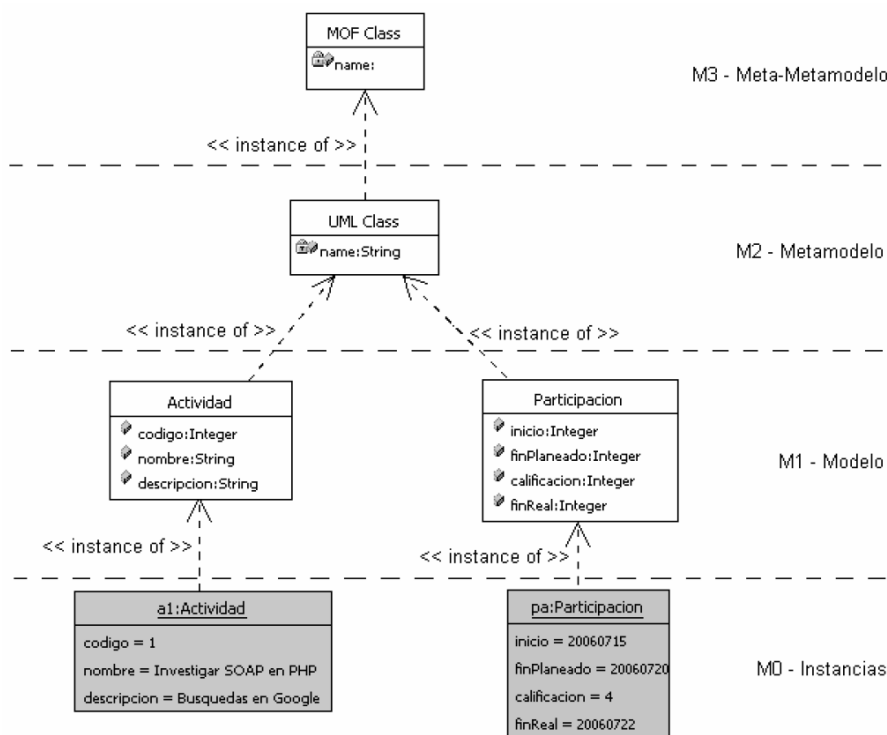 MOF Class
name:
M3 - Meta-Metamodelo
<< instance of >>
UML Class
name:String
M2 - Metamodelo
<< instance of >>
<< instance of >>
Actividad
codigo:Integer
nombre:String
descripcion:String
Participacion
inicio:Integer
finPlaneado:Integer
calificacion:Integer
finReal:Integer
M1 - Modelo
<< instance of >>
<< instance of >>
a1:Actividad
codigo = 1
nombre = Investigar SOAP en PHP
descripcion = Busquedas en Google
pa:Participacion
inicio = 20060715
finPlaneado = 20060720
calificacion = 4
finReal = 20060722
M0 - Instancias